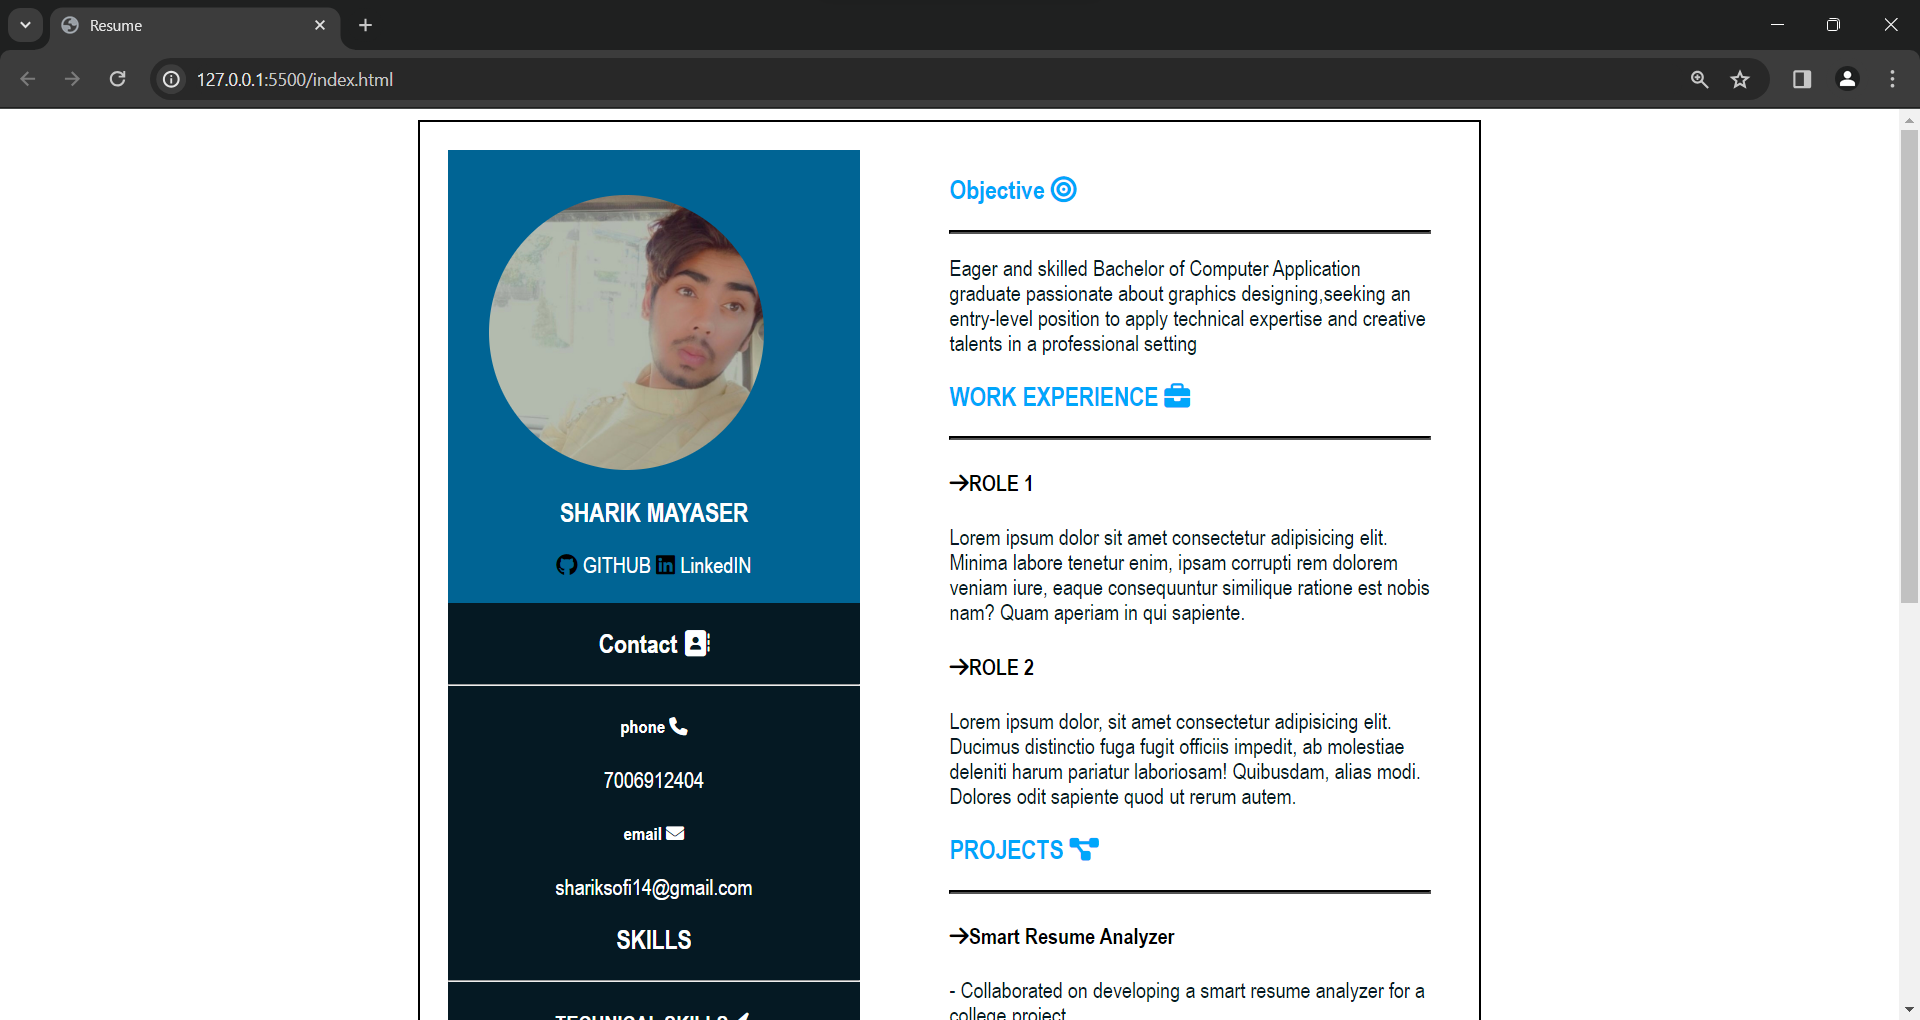 Resume
127.0.0.1:5500/index.html
SHARIK MAYASER
GITHUB LinkedIN
Contact
phone
7006912404
email
shariksofi14@gmail.com
SKILLS
TECHNICAL SKILLS
Objective
Eager and skilled Bachelor of Computer Application
graduate passionate about graphics designing,seeking an
entry-level position to apply technical expertise and creative
talents in a professional setting
WORK EXPERIENCE
→ROLE 1
Lorem ipsum dolor sit amet consectetur adipisicing elit.
Minima labore tenetur enim, ipsam corrupti rem dolorem
veniam iure, eaque consequuntur similique ratione est nobis
nam? Quam aperiam in qui sapiente.
→ROLE 2
Lorem ipsum dolor, sit amet consectetur adipisicing elit.
Ducimus distinctio fuga fugit officiis impedit, ab molestiae
deleniti harum pariatur laboriosam! Quibusdam, alias modi.
Dolores odit sapiente quod ut rerum autem.
PROJECTS
→Smart Resume Analyzer
- Collaborated on developing a smart resume analyzer for a
college project